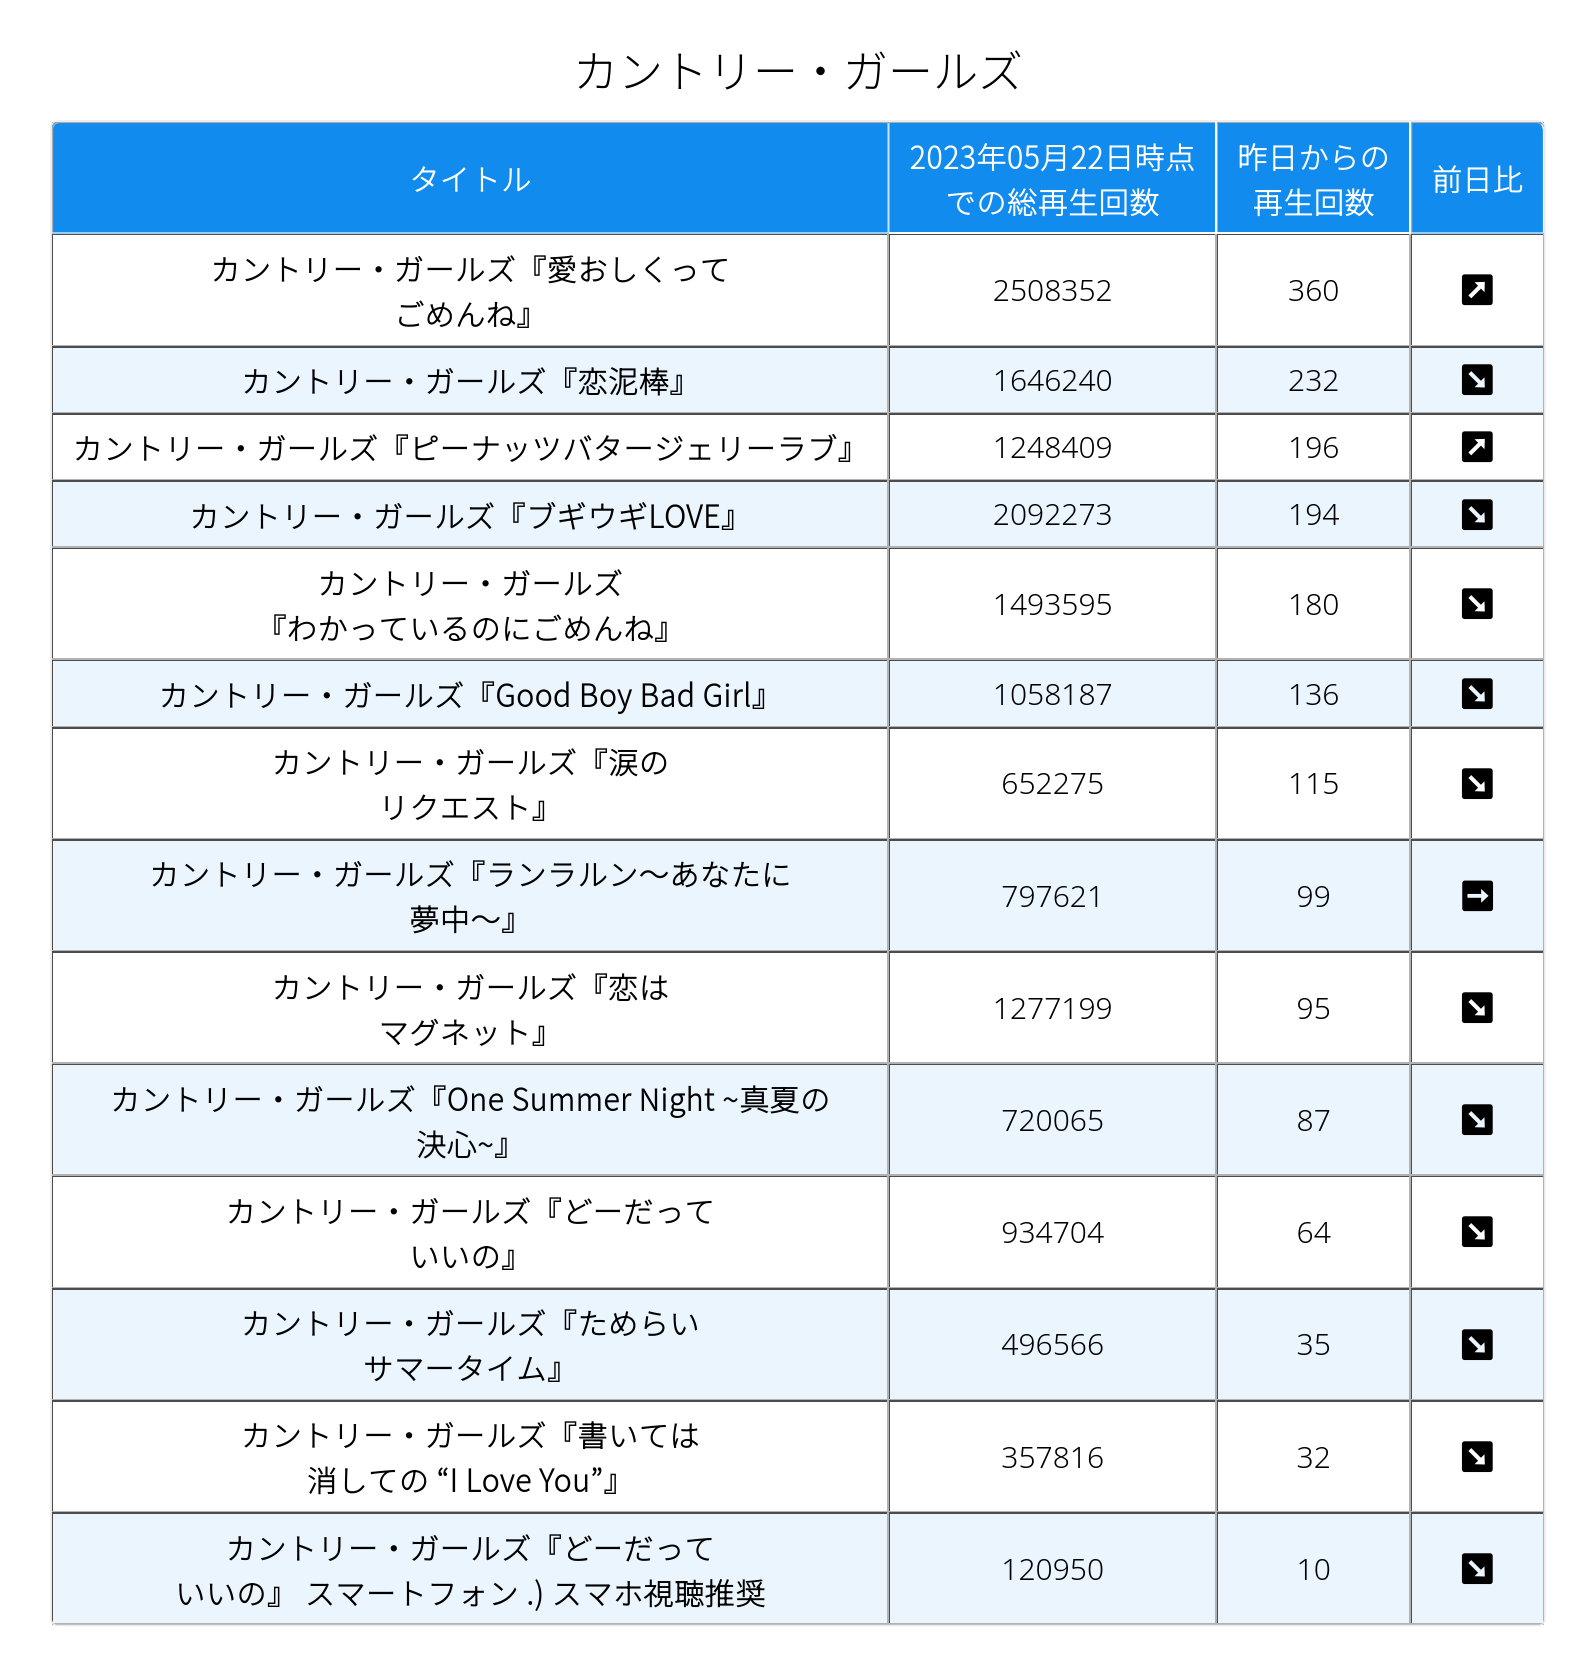 カントリー・ガールズ
タイトル
2023年05月22日時点
での総再生回数
昨日からの
再生回数
前日比
カントリー・ガールズ『愛おしくって
ごめんね』
2508352
360
カントリー・ガールズ『恋泥棒』
1646240
232
カントリー・ガールズ『ピーナッツバタージェリーラブ』
1248409
196
カントリー・ガールズ『ブギウギLOVE』
2092273
194
カントリー・ガールズ
『わかっているのにごめんね』
1493595
180
カントリー・ガールズ『Good Boy Bad Girl』
1058187
136
カントリー・ガールズ『涙の
リクエスト』
652275
115
カントリー・ガールズ『ランラルン〜あなたに
夢中〜』
797621
99
カントリー・ガールズ『恋は
マグネット』
1277199
95
カントリー・ガールズ『One Summer Night ~真夏の
決心~』
720065
87
カントリー・ガールズ『どーだって
いいの』
934704
64
カントリー・ガールズ『ためらい
サマータイム』
496566
35
カントリー・ガールズ『書いては
消しての “I Love You”』
357816
32
カントリー・ガールズ『どーだって
いいの』 スマートフォン .) スマホ視聴推奨
120950
10